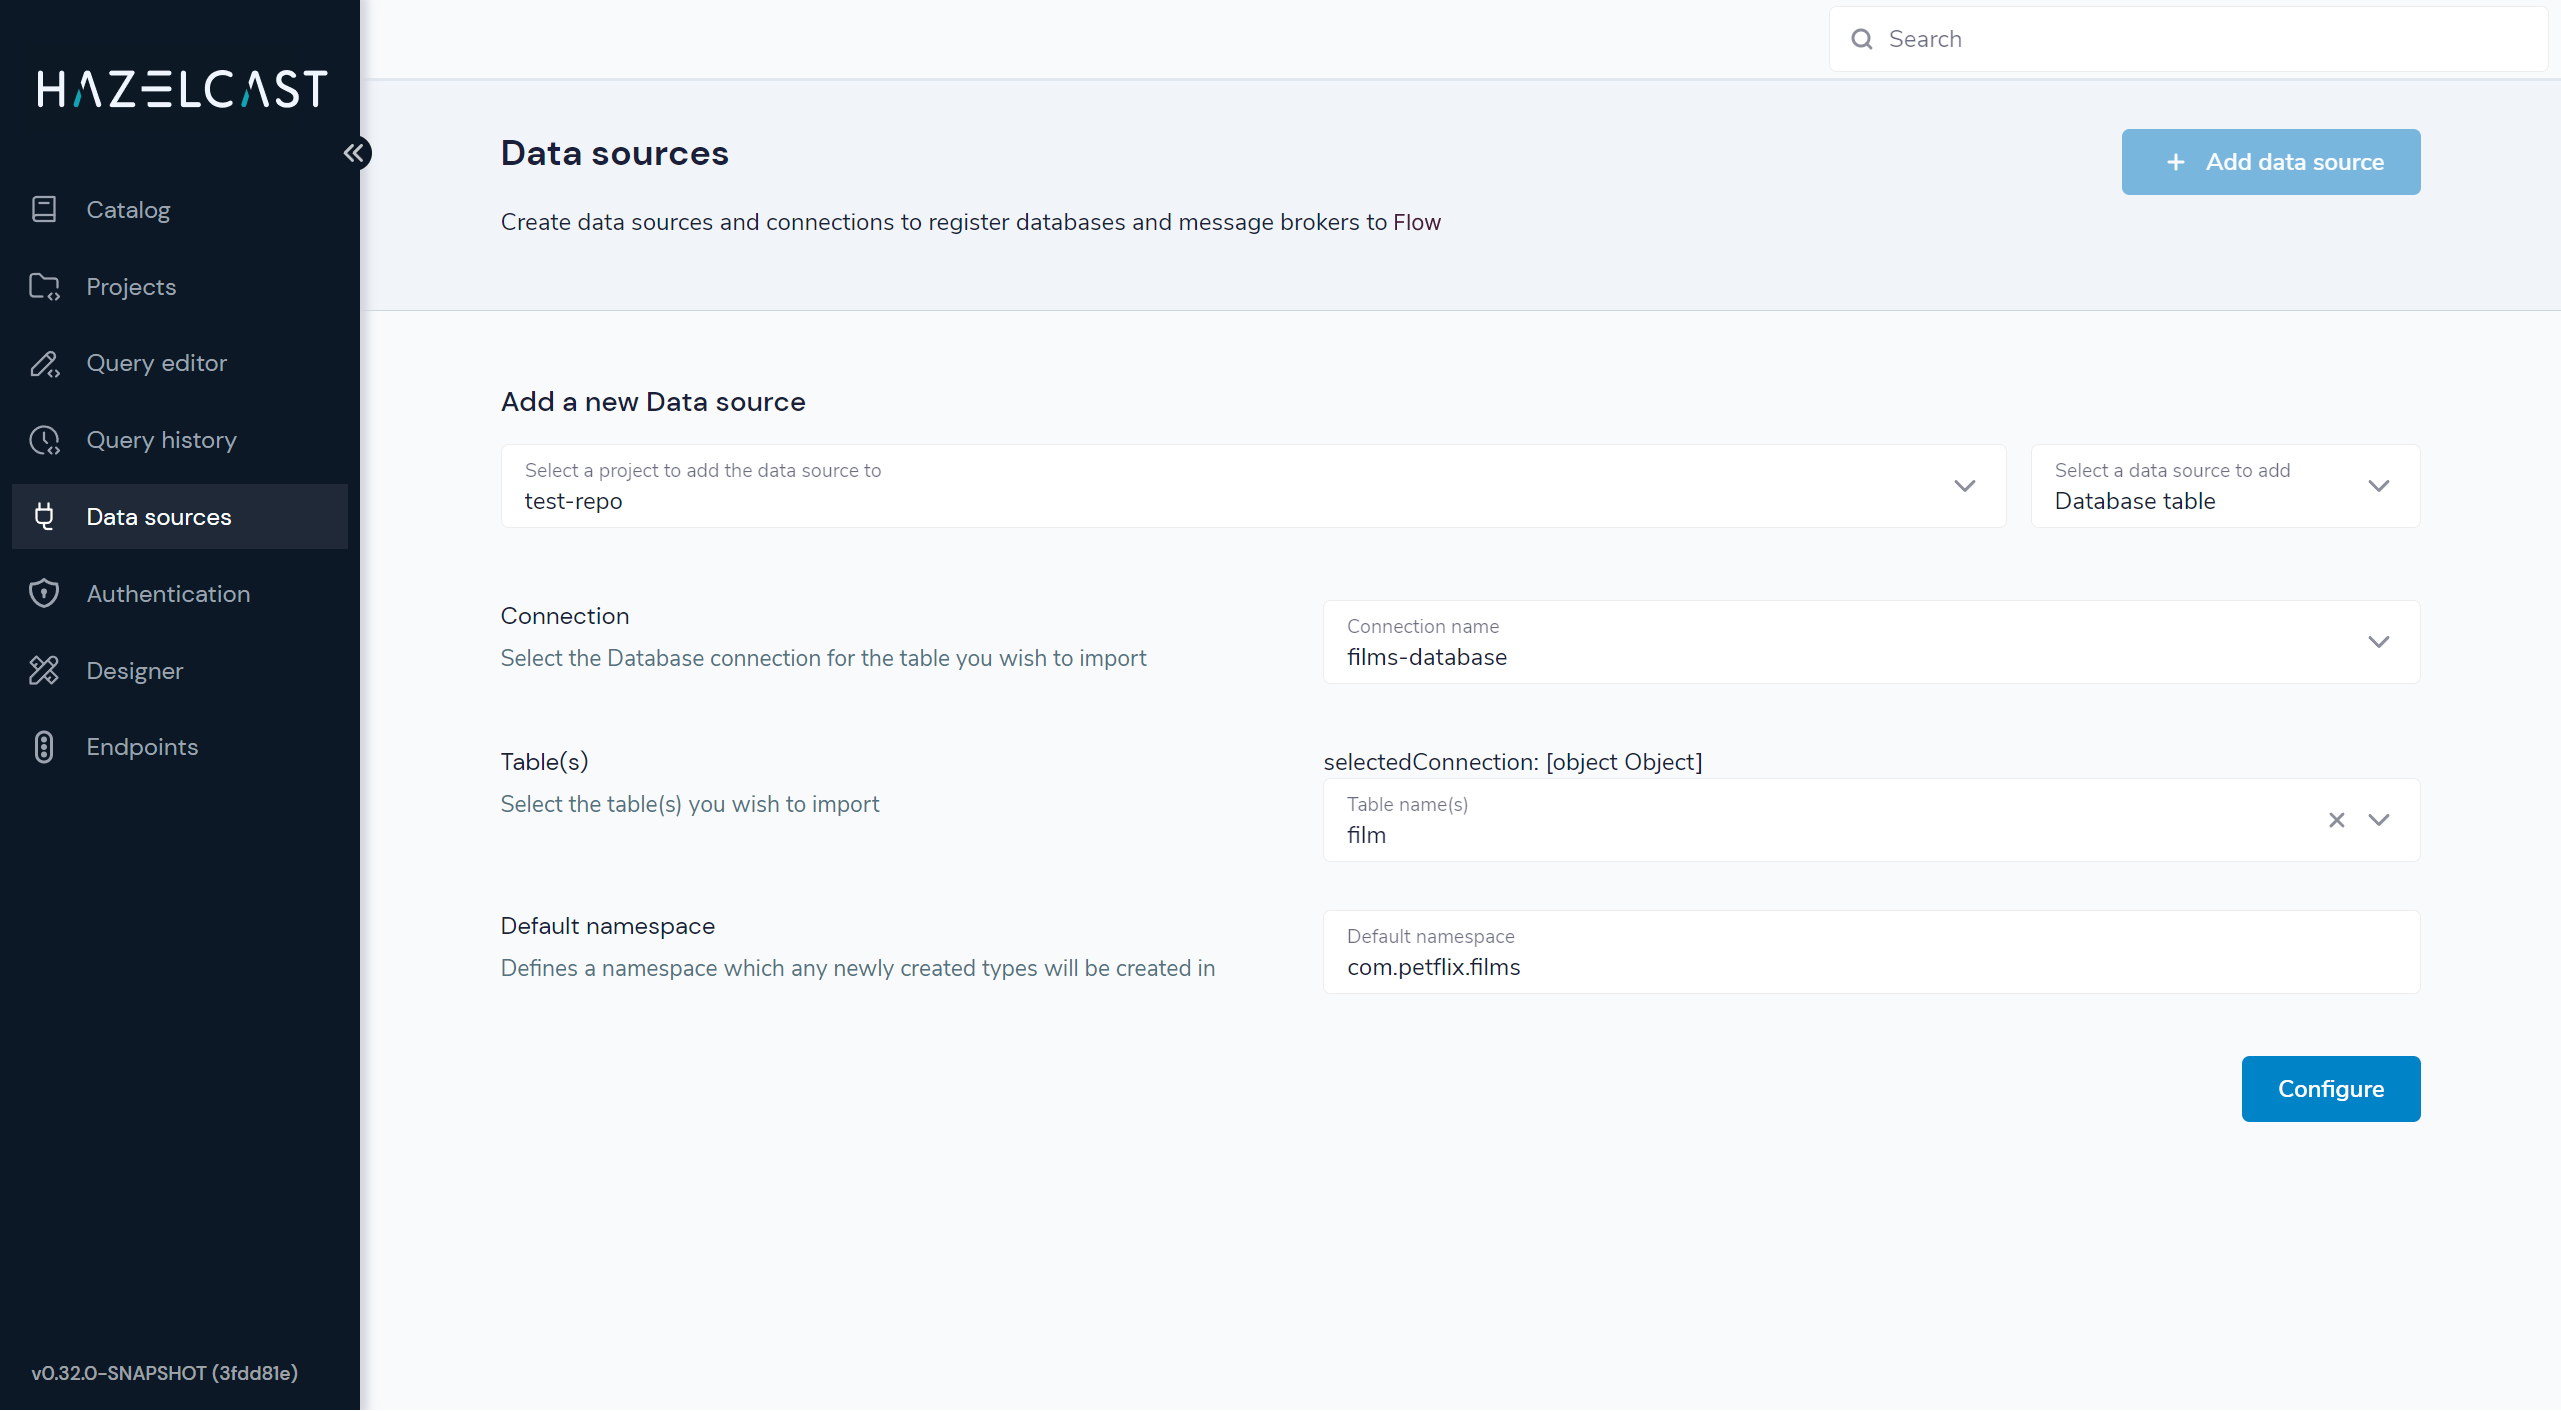 HAZELCAST
Catalog
Projects
Query editor
Query history
Data sources
Authentication
Designer
Endpoints
v0.32.0-SNAPSHOT (3fdd81e)
Search
Data sources
+ Add data source
Create data sources and connections to register databases and message brokers to Flow
Add a new Data source
Select a project to add the data source to
test-repo
Select a data source to add
Database table
Connection
Select the Database connection for the table you wish to import
Connection name
films-database
Table(s)
Select the table(s) you wish to import
selectedConnection: [object Object]
Table name(s)
film
Default namespace
Defines a namespace which any newly created types will be created in
Default namespace
com.petflix.films
Configure